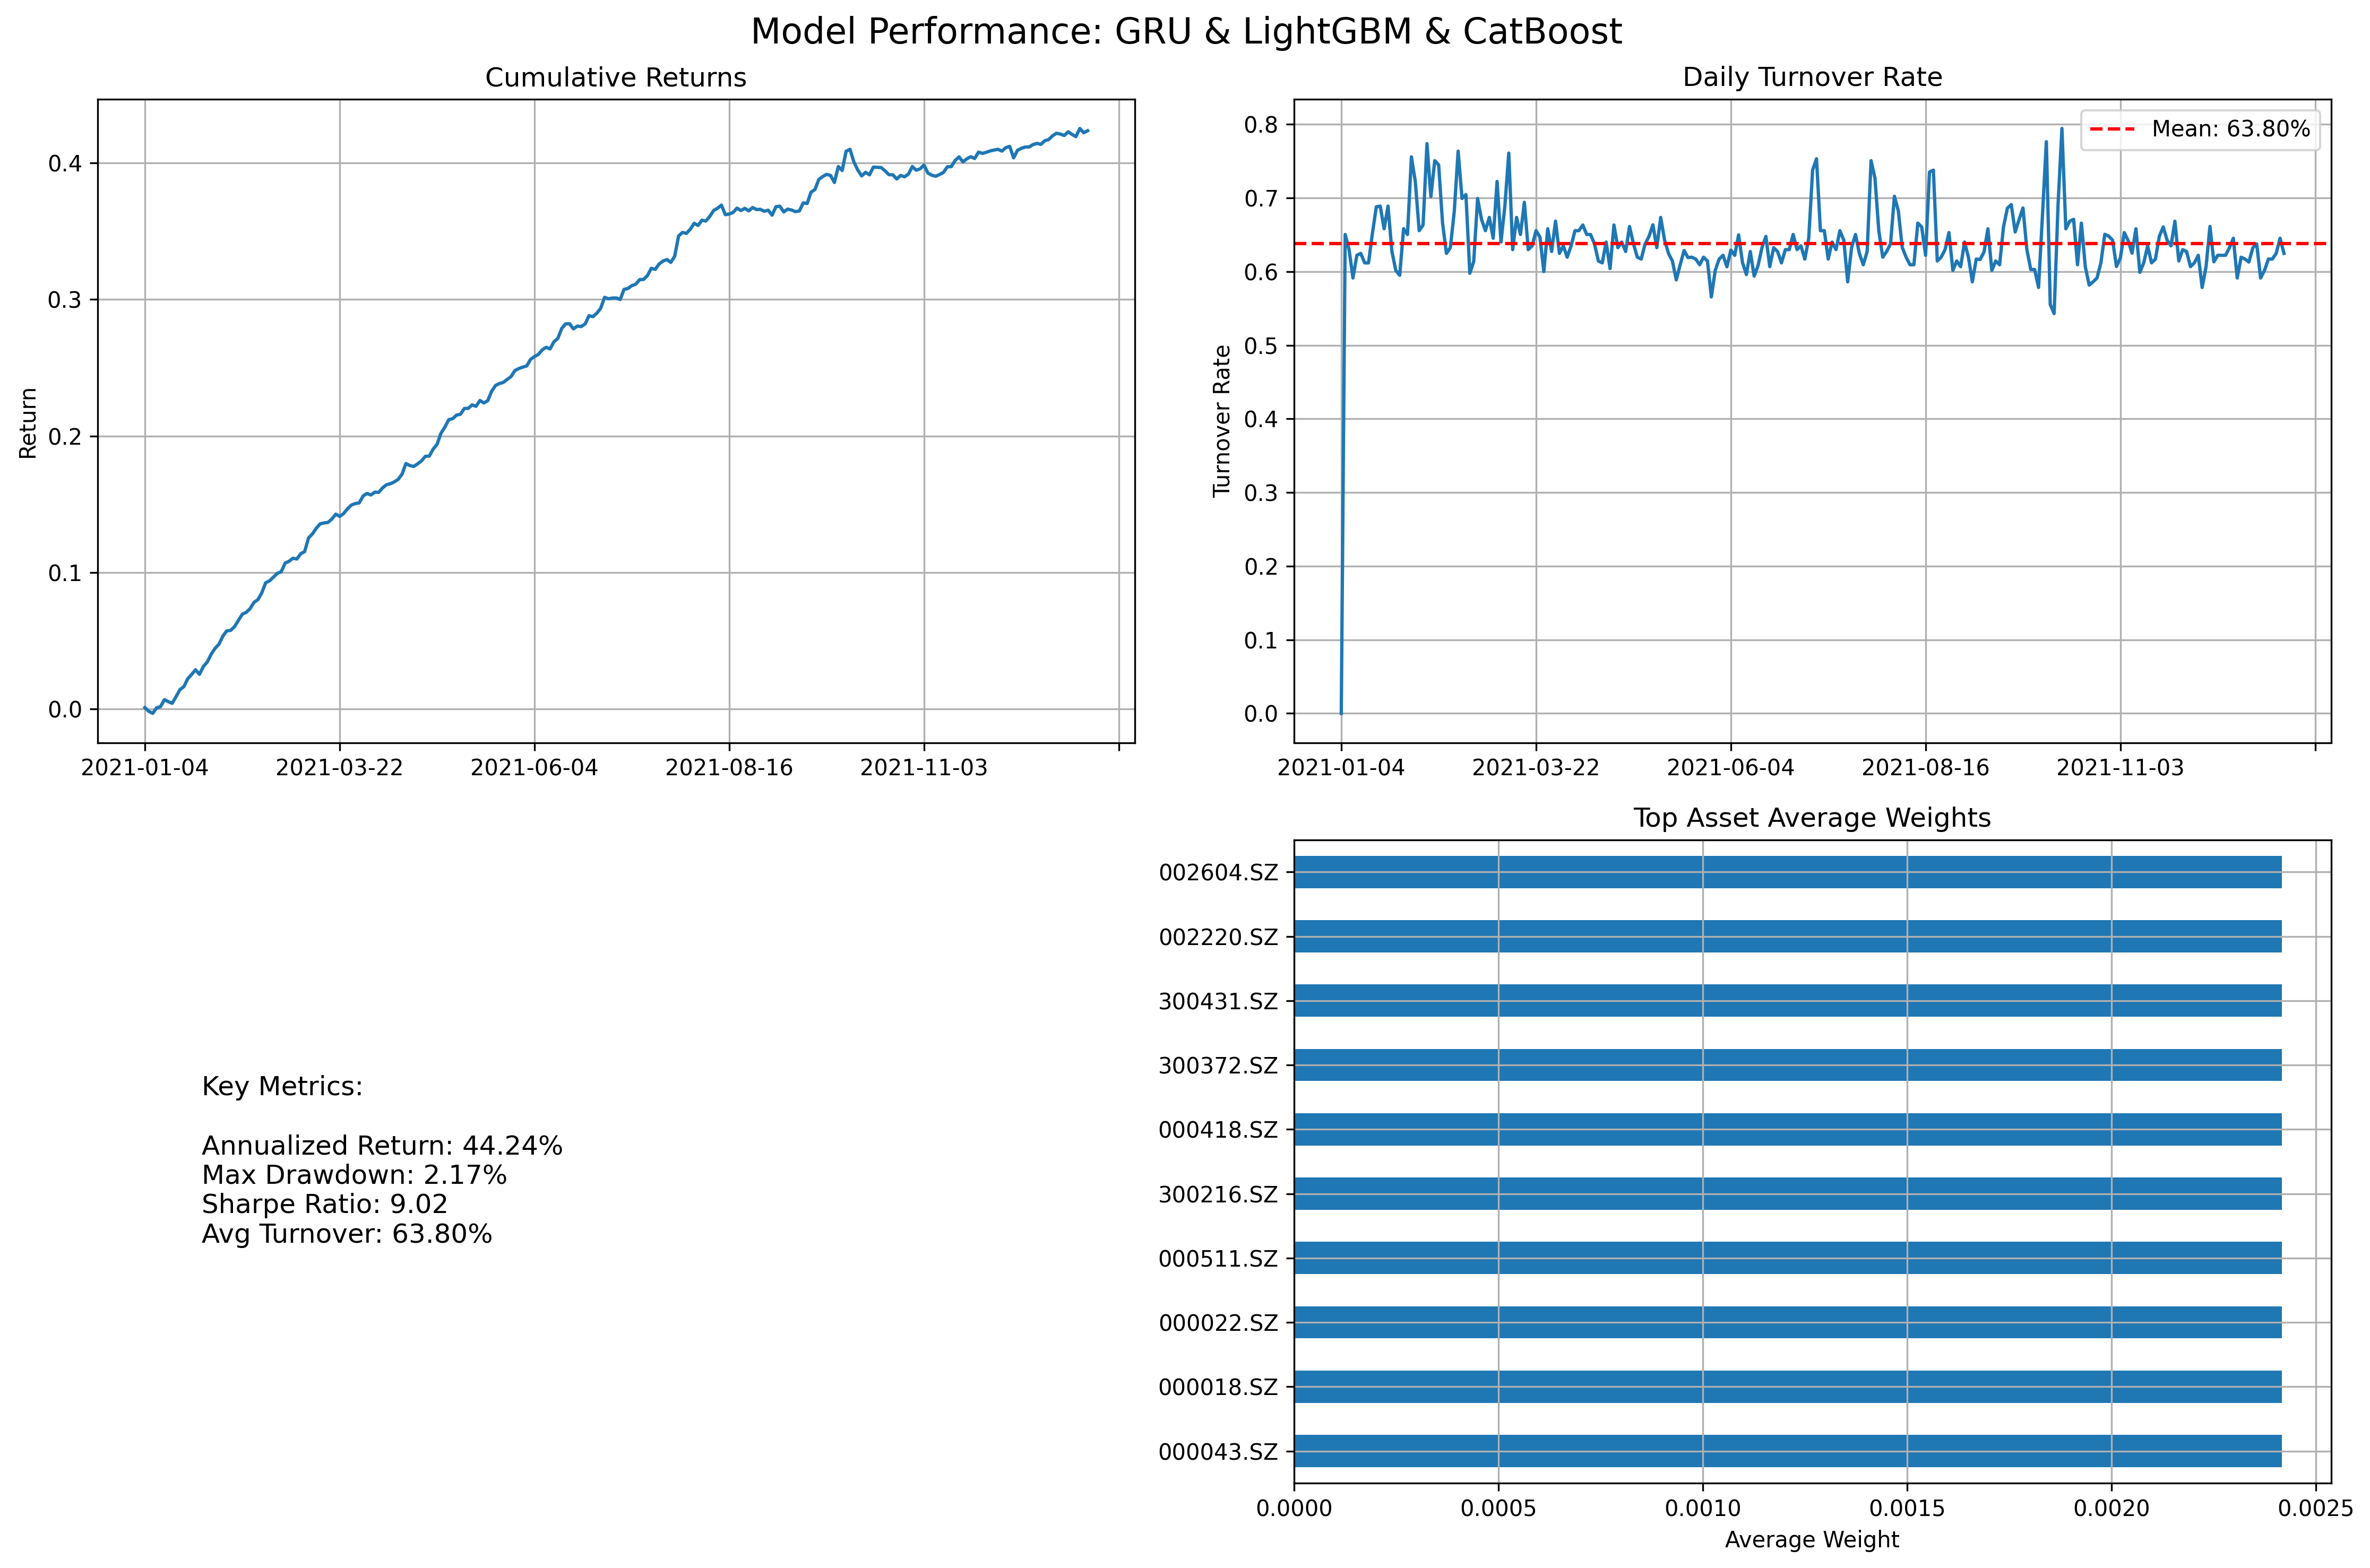 Model Performance: GRU & LightGBM & CatBoost
Cumulative Returns
Return
0.4
0.3
0.2
0.1
0.0
2021-01-04 2021-03-22 2021-06-04 2021-08-16 2021-11-03
Daily Turnover Rate
Mean: 63.80%
Turnover Rate
0.8
0.7
0.6
0.5
0.4
0.3
0.2
0.1
0.0
2021-01-04 2021-03-22 2021-06-04 2021-08-16 2021-11-03
Key Metrics:
Annualized Return: 44.24%
Max Drawdown: 2.17%
Sharpe Ratio: 9.02
Avg Turnover: 63.80%
Top Asset Average Weights
002604.SZ
002220.SZ
300431.SZ
300372.SZ
000418.SZ
300216.SZ
000511.SZ
000022.SZ
000018.SZ
000043.SZ
0.0000 0.0005 0.0010 0.0015 0.0020 0.0025
Average Weight